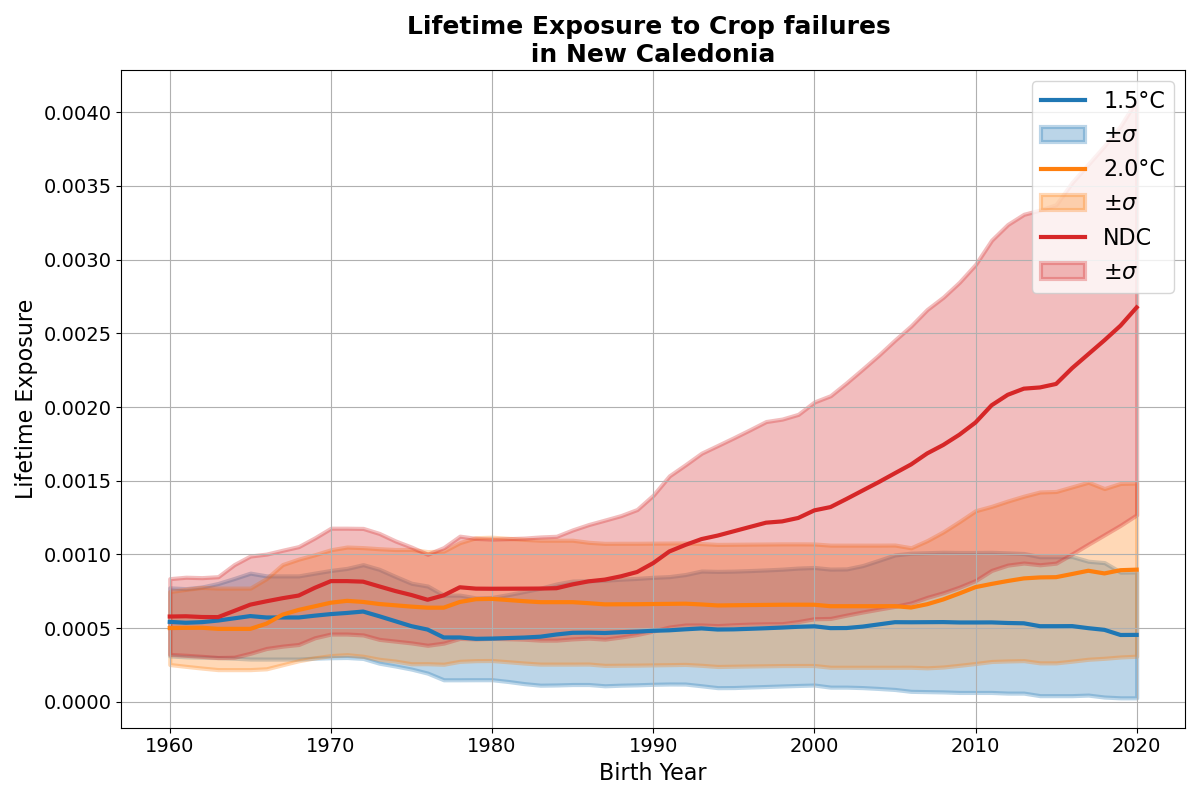 Lifetime Exposure to Crop failures
in New Caledonia
1.5°C
±σ
2.0°C
±σ
NDC
±σ
Lifetime Exposure
0.0040
0.0035
0.0030
0.0025
0.0020
0.0015
0.0010
0.0005
0.0000
1960 1970 1980 1990 2000 2010 2020
Birth Year